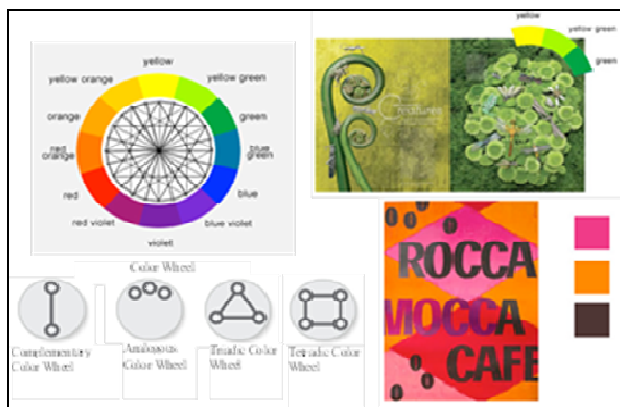 yellow
yellow orange
yellow green
orange
green
red
orange
blue
green
red
blue
red violet
blue violet
violet
Color Wheel
Complementary
Color Wheel
Analogous
Color Wheel
Triadic Color
Wheel
Tetradic Color
Wheel
yellow
yellow green
green
Creatures
ROCCA
MOCCA
CAFE